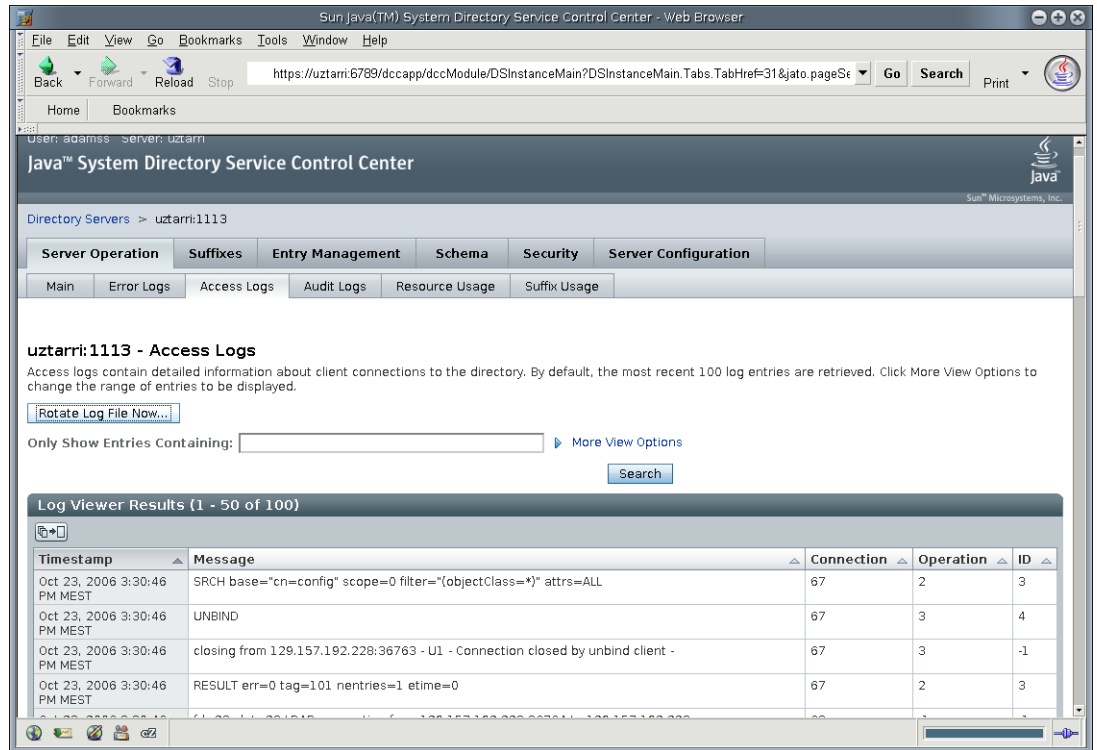 Sun Java(TM) System Directory Service Control Center - Web Browser
File Edit View Go Bookmarks Tools Window Help
Back Forward Reload Stop https://uztarri:6789/dccapp/dccModule/DSInstanceMain?DSInstanceMain.Tabs.TabHref=31&jato.pageSe Go Search Print
Home Bookmarks
User: adamss Server: uztarri
Java™ System Directory Service Control Center
Java™
Sun™ Microsystems, Inc.
Directory Servers > uztarri:1113
Server Operation Suffixes Entry Management Schema Security Server Configuration
Main Error Logs Access Logs Audit Logs Resource Usage Suffix Usage
uztarri:1113 - Access Logs
Access logs contain detailed information about client connections to the directory. By default, the most recent 100 log entries are retrieved. Click More View Options to
change the range of entries to be displayed.
Rotate Log File Now...
Only Show Entries Containing: More View Options
Search
Log Viewer Results (1 - 50 of 100)
Timestamp Message Connection Operation ID
Oct 23, 2006 3:30:46 PM MEST SRCH base="cn=config" scope=0 filter="(objectClass=*)" attrs=ALL 67 2 3
Oct 23, 2006 3:30:46 PM MEST UNBIND 67 3 4
Oct 23, 2006 3:30:46 PM MEST closing from 129.157.192.228:36763 - U1 - Connection closed by unbind client - 67 3 -1
Oct 23, 2006 3:30:46 PM MEST RESULT err=0 tag=101 nentries=1 etime=0 67 2 3